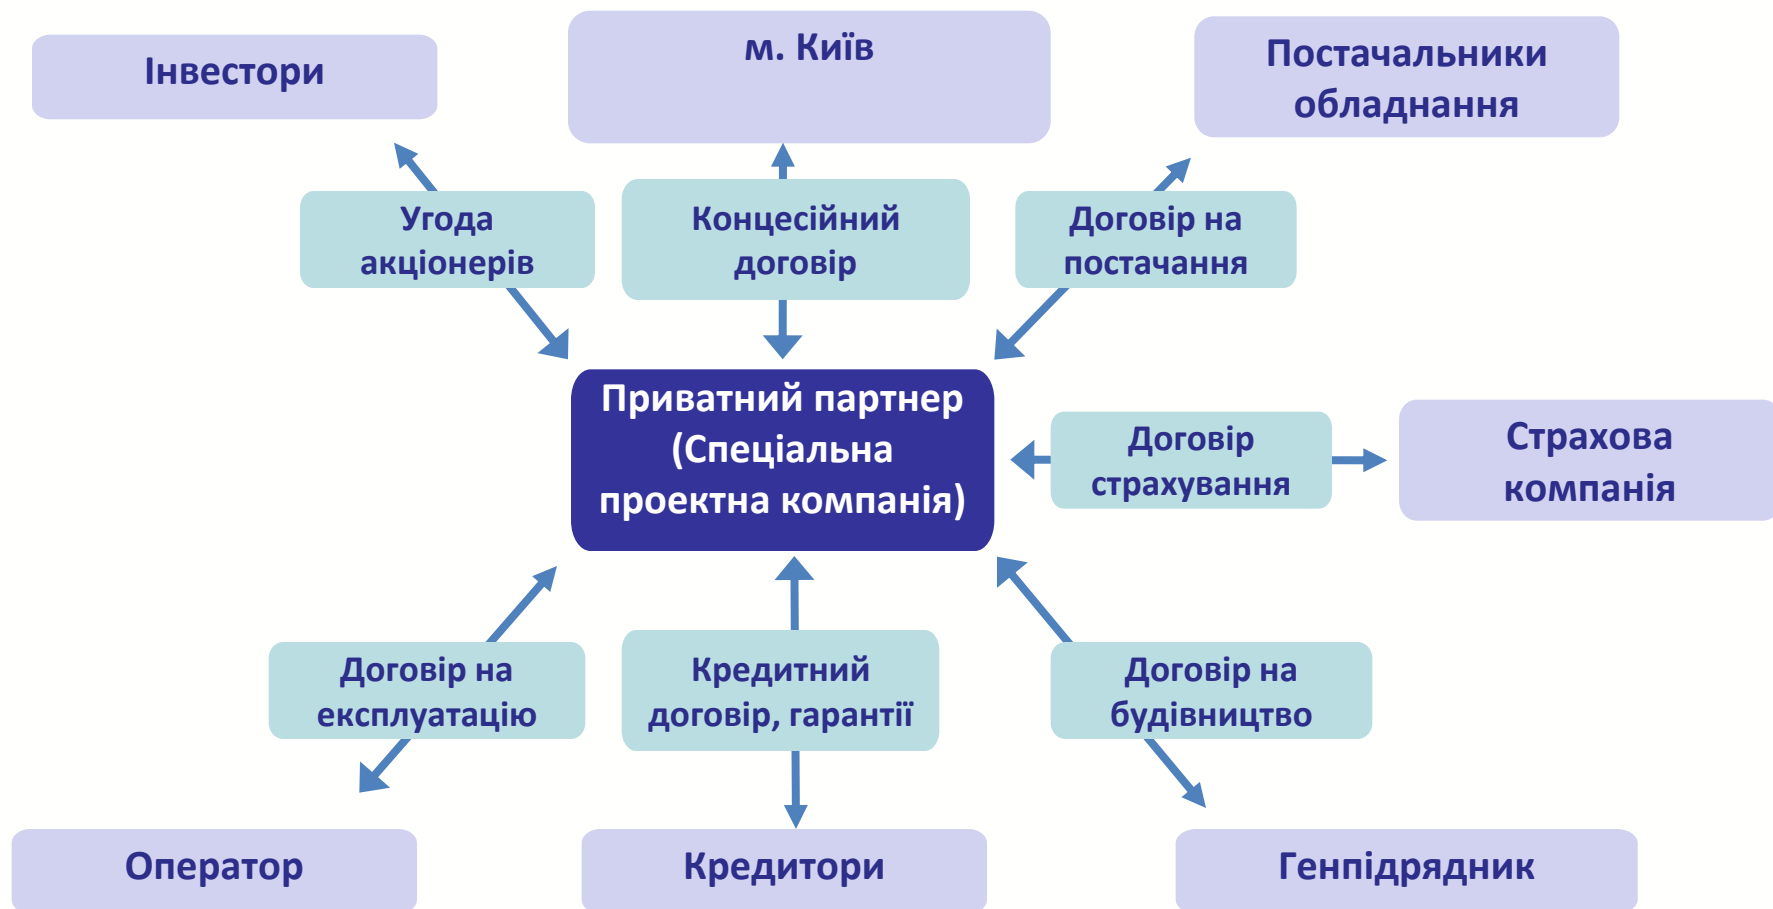 Інвестори
м. Київ
Постачальники
обладнання
Угода
акціонерів
Концесійний
договір
Договір на
постачання
Приватний партнер
(Спеціальна
проектна компанія)
Договір
страхування
Страхова
компанія
Договір на
експлуатацію
Кредитний
договір, гарантії
Договір на
будівництво
Оператор
Кредитори
Генпідрядник